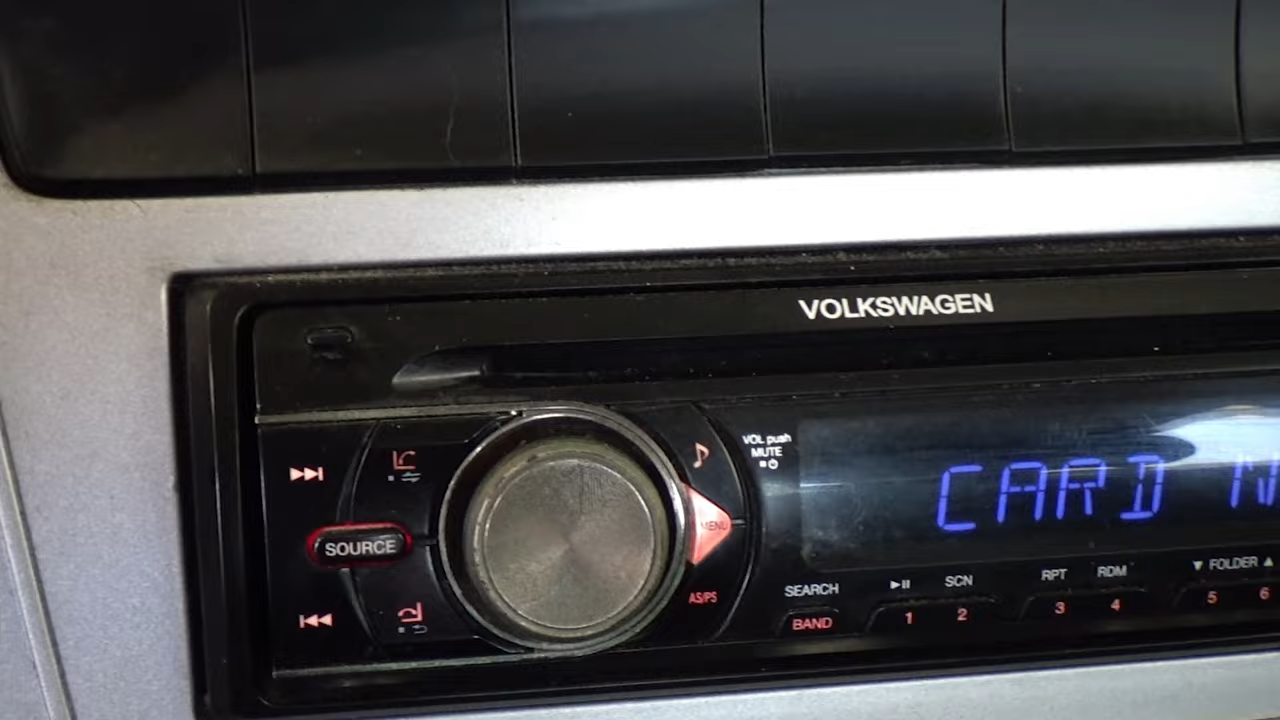 VOLKSWAGEN
VOL push
MUTE
MENU
CARD N
SOURCE
AS/PS
SEARCH
BAND
SCN
RPT
RDM
▼ FOLDER ▲
1
2
3
4
5
6